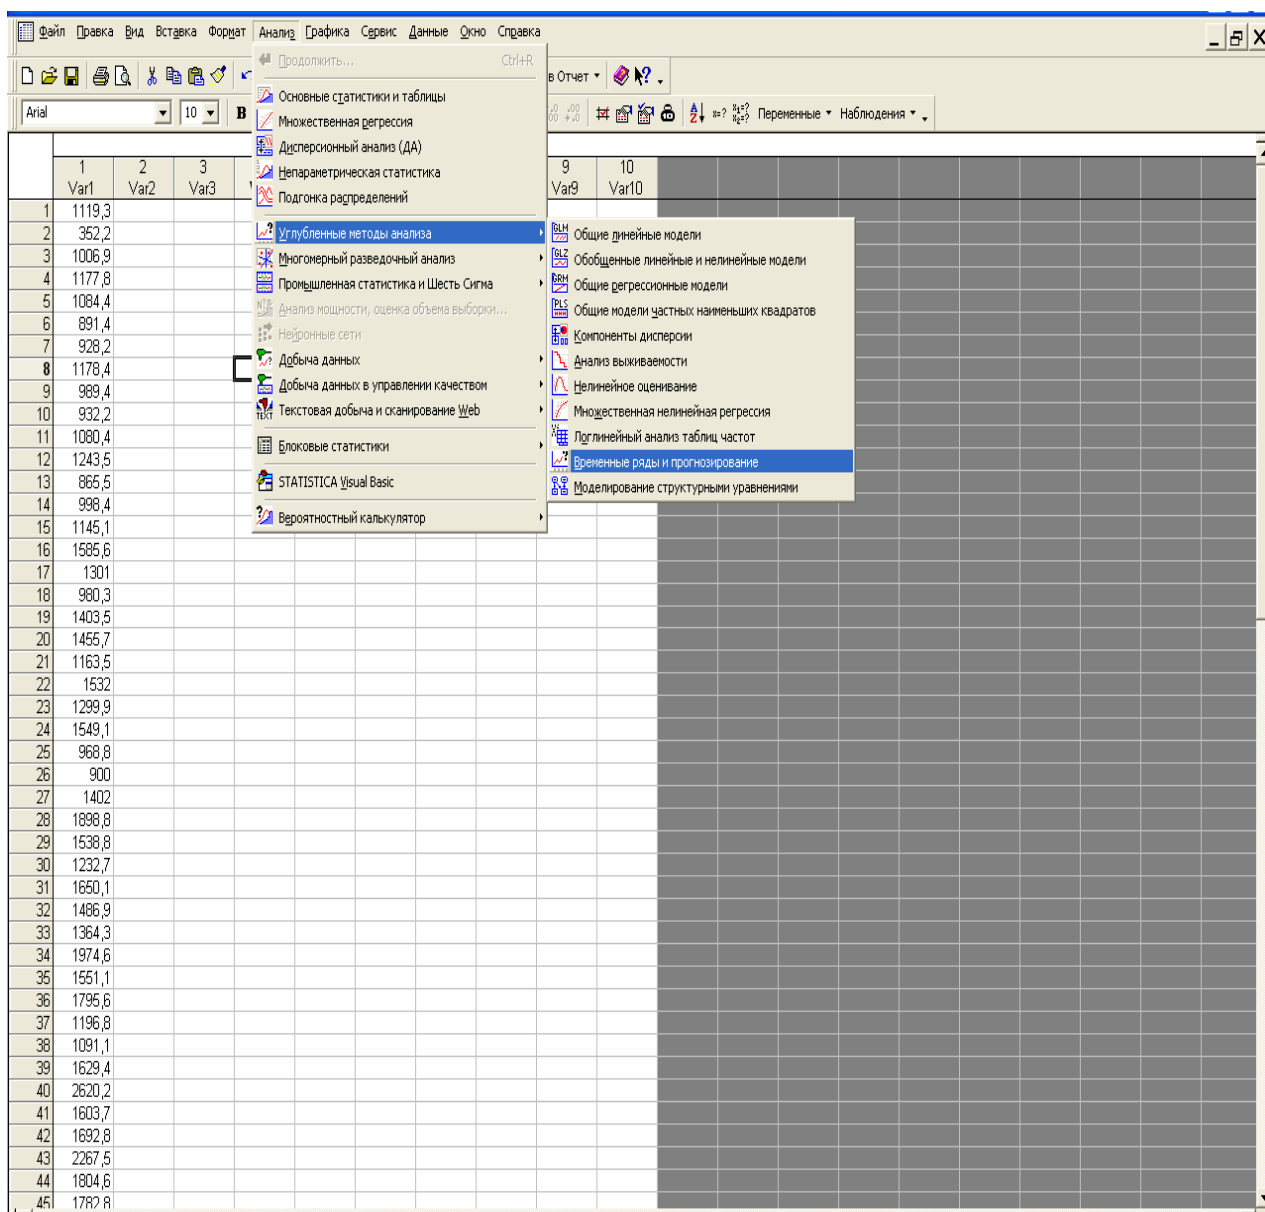 Файл Правка Вид Вставка Формат Анализ Графика Сервис Данные Окно Справка
Продолжить... Ctrl+R
в Отчет
Arial 10 B
Переменные Наблюдения
Основные статистики и таблицы
Множественная регрессия
Дисперсионный анализ (ДА)
Непараметрическая статистика
Подгонка распределений
Углубленные методы анализа
Многомерный разведочный анализ
Промышленная статистика и Шесть Сигма
Анализ мощности, оценка объема выборки...
Нейронные сети
Добыча данных
Добыча данных в управлении качеством
Текстовая добыча и сканирование Web
Блоковые статистики
STATISTICA Visual Basic
Вероятностный калькулятор
GLM Общие линейные модели
GLZ Обобщенные линейные и нелинейные модели
GRM Общие регрессионные модели
PLS Общие модели частных наименьших квадратов
Компоненты дисперсии
Анализ выживаемости
Нелинейное оценивание
Множественная нелинейная регрессия
Логлинейный анализ таблиц частот
Временные ряды и прогнозирование
Моделирование структурными уравнениями
1 2 3 9 10
Var1 Var2 Var3 Var9 Var10
1 1119,3
2 352,2
3 1006,9
4 1177,8
5 1084,4
6 891,4
7 928,2
8 1178,4
9 989,4
10 932,2
11 1080,4
12 1243,5
13 865,5
14 998,4
15 1145,1
16 1585,6
17 1301
18 980,3
19 1403,5
20 1455,7
21 1163,5
22 1532
23 1299,9
24 1549,1
25 968,8
26 900
27 1402
28 1898,8
29 1538,8
30 1232,7
31 1650,1
32 1486,9
33 1364,3
34 1974,6
35 1551,1
36 1795,6
37 1196,8
38 1091,1
39 1629,4
40 2620,2
41 1603,7
42 1692,8
43 2267,5
44 1804,6
45 1782,8